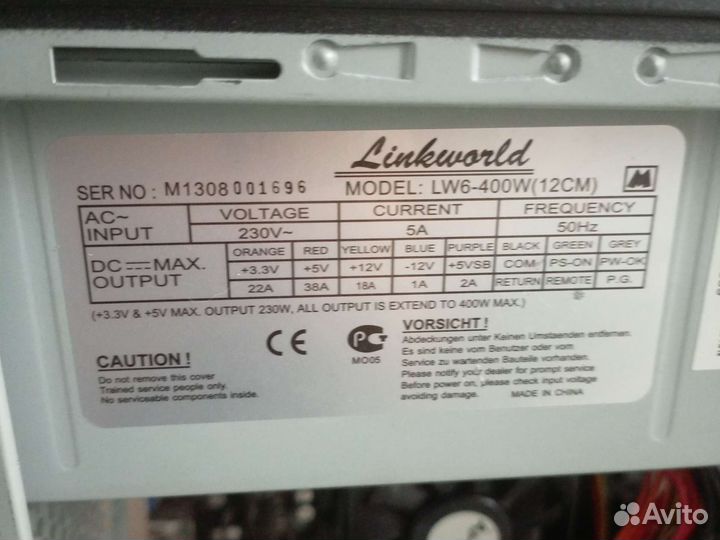 Linkworld
SER NO : M1308001696 MODEL: LW6-400W(12CM)
AC~ INPUT VOLTAGE CURRENT FREQUENCY
230V~ 5A 50Hz
DC MAX. OUTPUT ORANGE RED YELLOW BLUE PURPLE BLACK GREEN GREY
+3.3V +5V +12V -12V +5VSB COM PS-ON PW-OK
22A 38A 18A 1A 2A RETURN REMOTE P.G.
(+3.3V & +5V MAX. OUTPUT 230W, ALL OUTPUT IS EXTEND TO 400W MAX.)
CE
MO05
CAUTION !
Do not remove this cover
Trained service people only.
No serviceable components inside.
VORSICHT !
Abdeckungen unter Keinen Umstaenden entfernen.
Es sind keine vom Benutzer oder vom
Service zu wartenden Bauteile vorhanden.
Please notify your dealer for prompt service
Before power on, please check input voltage
avoiding damage. MADE IN CHINA
Avito